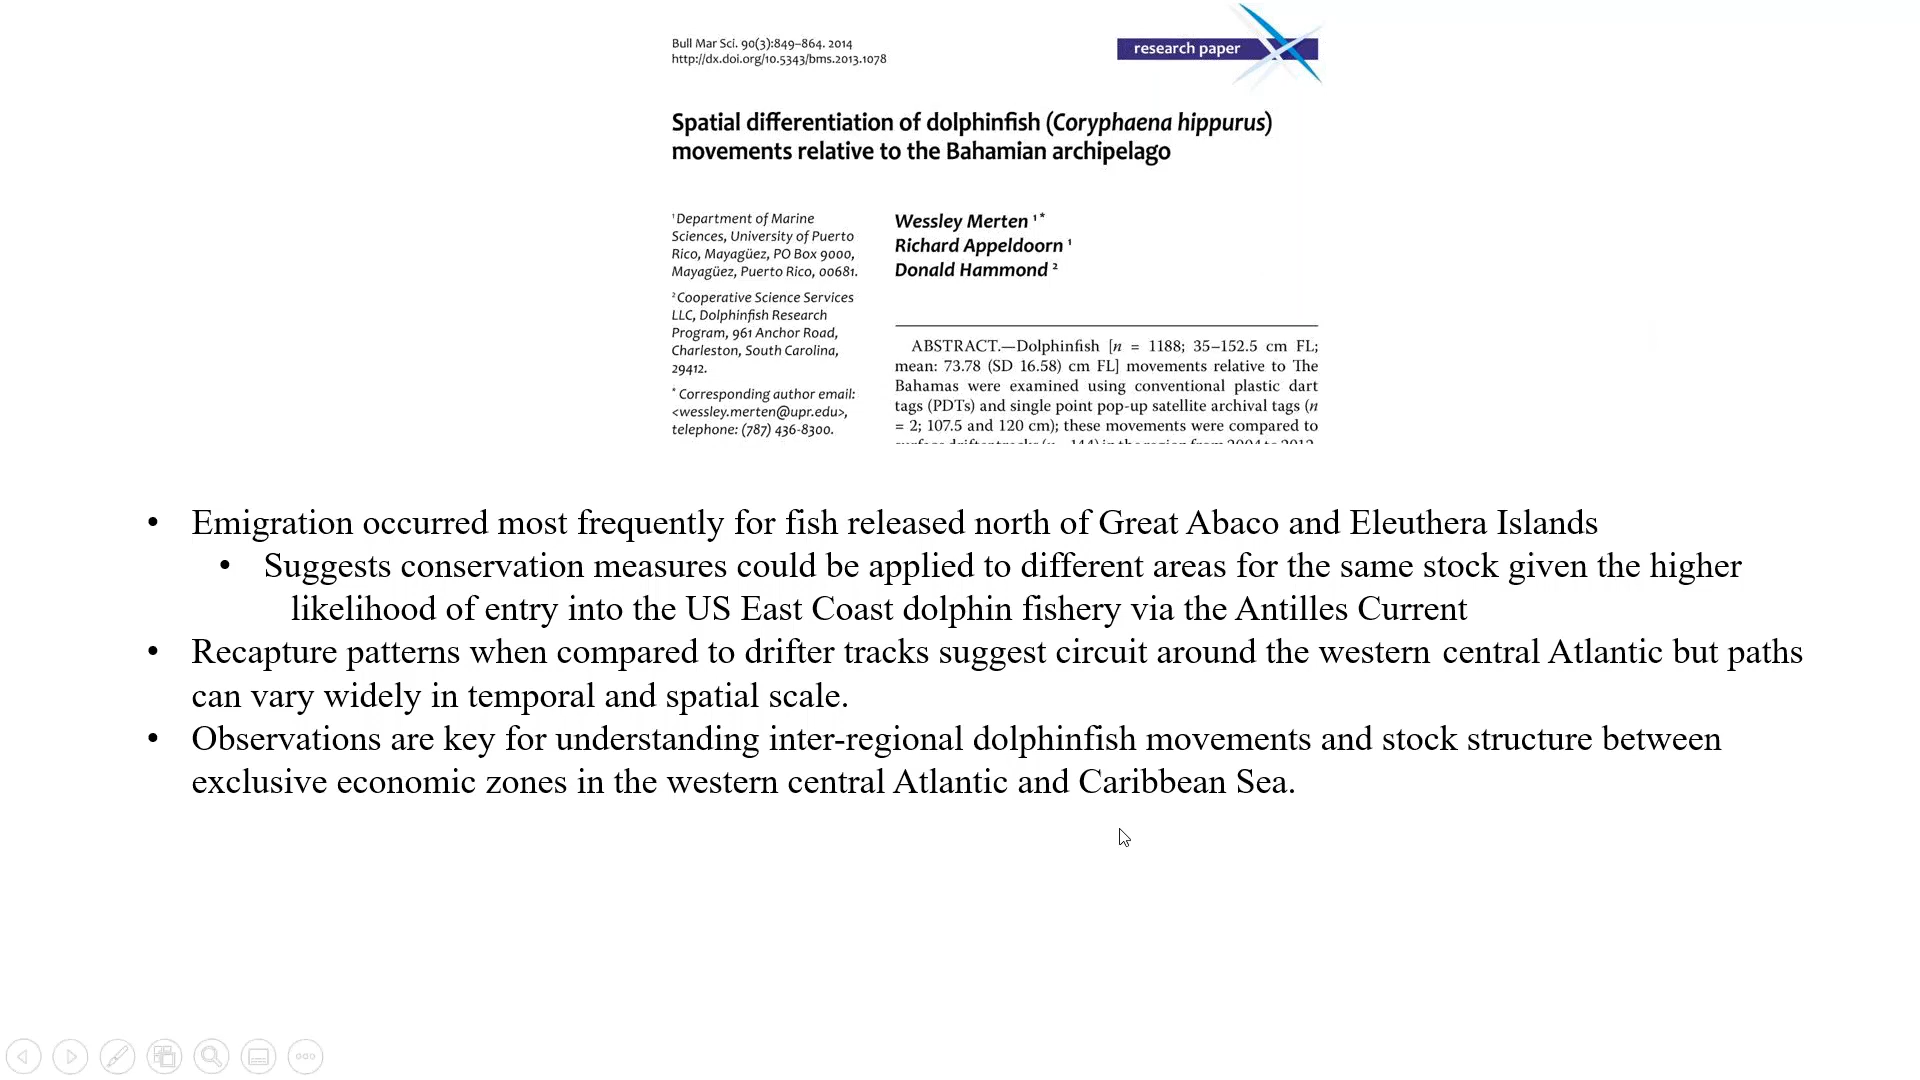 Bull Mar Sci. 90(3):849–864. 2014
http://dx.doi.org/10.5343/bms.2013.1078
research paper
Spatial differentiation of dolphinfish (Coryphaena hippurus)
movements relative to the Bahamian archipelago
¹Department of Marine
Sciences, University of Puerto
Rico, Mayagüez, PO Box 9000,
Mayagüez, Puerto Rico, 00681.
²Cooperative Science Services
LLC, Dolphinfish Research
Program, 961 Anchor Road,
Charleston, South Carolina,
29412.
* Corresponding author email:
<wessley.merten@upr.edu>,
telephone: (787) 436-8300.
Wessley Merten ¹*
Richard Appeldoorn ¹
Donald Hammond ²
ABSTRACT.—Dolphinfish [n = 1188; 35–152.5 cm FL;
mean: 73.78 (SD 16.58) cm FL] movements relative to The
Bahamas were examined using conventional plastic dart
tags (PDTs) and single point pop-up satellite archival tags (n
= 2; 107.5 and 120 cm); these movements were compared to
surface drifter tracks (n = 144) in the region from 2004 to 2012.
• Emigration occurred most frequently for fish released north of Great Abaco and Eleuthera Islands
• Suggests conservation measures could be applied to different areas for the same stock given the higher
likelihood of entry into the US East Coast dolphin fishery via the Antilles Current
• Recapture patterns when compared to drifter tracks suggest circuit around the western central Atlantic but paths
can vary widely in temporal and spatial scale.
• Observations are key for understanding inter-regional dolphinfish movements and stock structure between
exclusive economic zones in the western central Atlantic and Caribbean Sea.